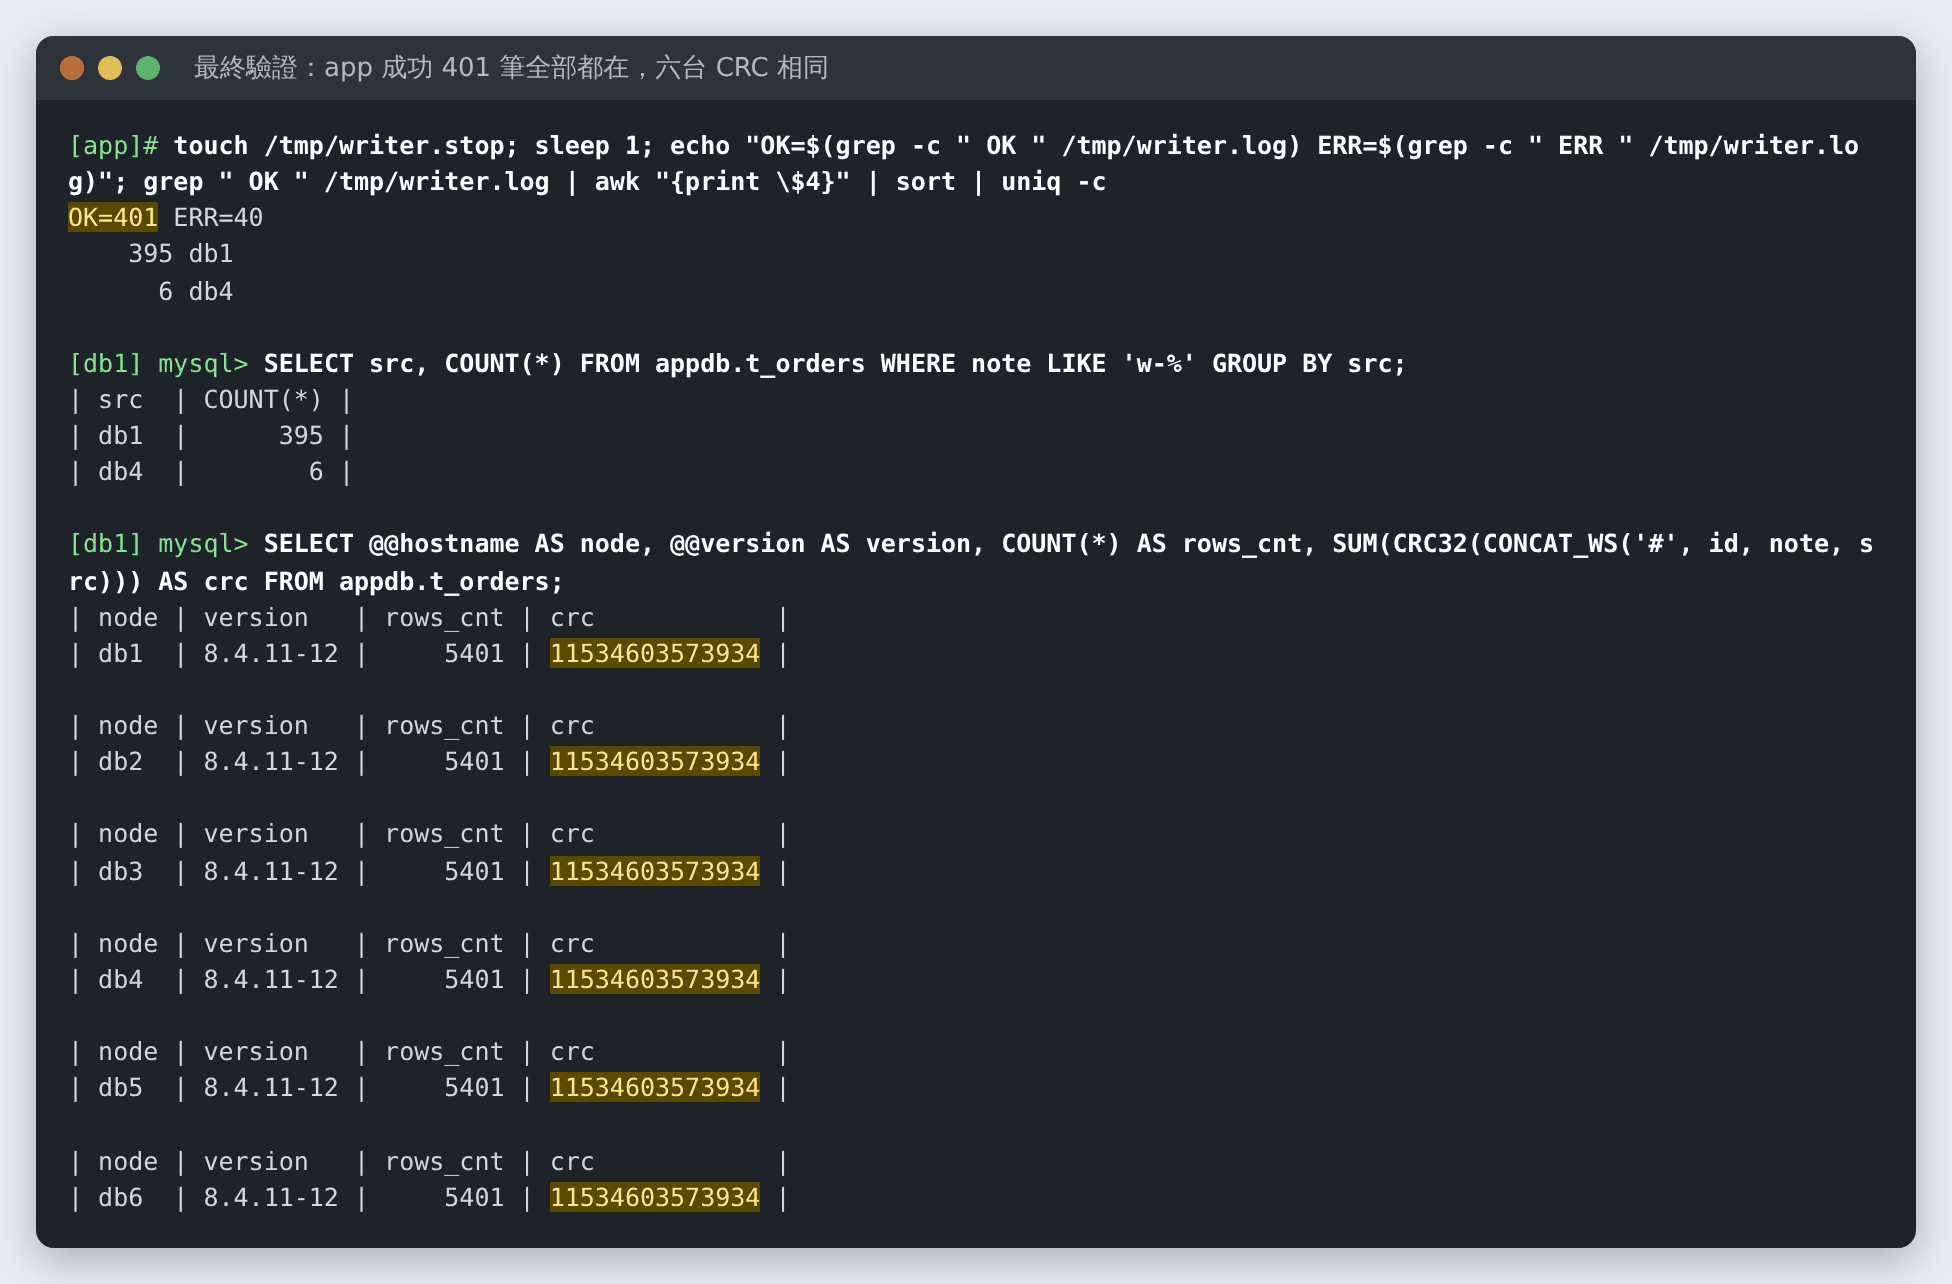 最終驗證：app 成功 401 筆全部都在，六台 CRC 相同
[app]# touch /tmp/writer.stop; sleep 1; echo "OK=$(grep -c " OK " /tmp/writer.log) ERR=$(grep -c " ERR " /tmp/writer.lo
g)"; grep " OK " /tmp/writer.log | awk "{print \$4}" | sort | uniq -c
OK=401 ERR=40
    395 db1
      6 db4
[db1] mysql> SELECT src, COUNT(*) FROM appdb.t_orders WHERE note LIKE 'w-%' GROUP BY src;
| src  | COUNT(*) |
| db1  |      395 |
| db4  |        6 |
[db1] mysql> SELECT @@hostname AS node, @@version AS version, COUNT(*) AS rows_cnt, SUM(CRC32(CONCAT_WS('#', id, note, s
rc))) AS crc FROM appdb.t_orders;
| node | version   | rows_cnt | crc            |
| db1  | 8.4.11-12 |     5401 | 11534603573934 |
| node | version   | rows_cnt | crc            |
| db2  | 8.4.11-12 |     5401 | 11534603573934 |
| node | version   | rows_cnt | crc            |
| db3  | 8.4.11-12 |     5401 | 11534603573934 |
| node | version   | rows_cnt | crc            |
| db4  | 8.4.11-12 |     5401 | 11534603573934 |
| node | version   | rows_cnt | crc            |
| db5  | 8.4.11-12 |     5401 | 11534603573934 |
| node | version   | rows_cnt | crc            |
| db6  | 8.4.11-12 |     5401 | 11534603573934 |